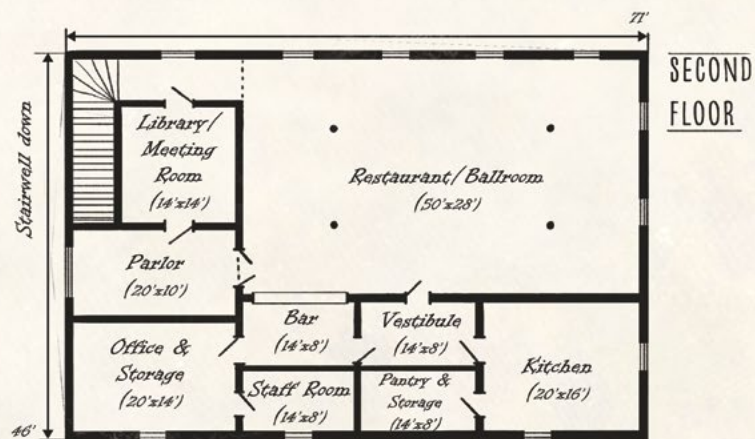 71'
SECOND
FLOOR
Stairwell down
Library/
Meeting
Room
(14'x14')
Restaurant/Ballroom
(50'x28')
Parlor
(20'x10')
Bar
(14'x8')
Vestibule
(14'x8')
Office &
Storage
(20'x14')
Staff Room
(14'x8')
Pantry &
Storage
(14'x8')
Kitchen
(20'x16')
46'